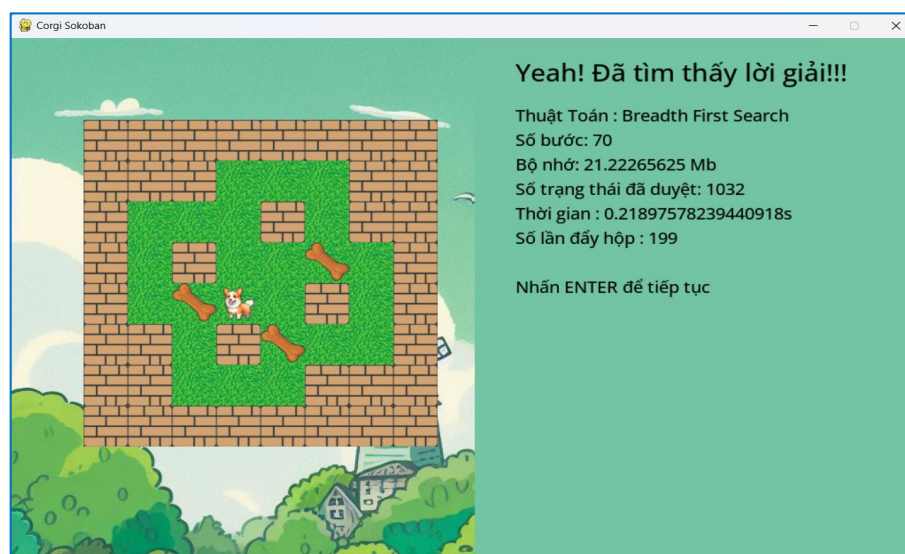 Corgi Sokoban
Yeah! Đã tìm thấy lời giải!!!
Thuật Toán : Breadth First Search
Số bước: 70
Bộ nhớ: 21.22265625 Mb
Số trạng thái đã duyệt: 1032
Thời gian : 0.21897578239440918s
Số lần đẩy hộp : 199
Nhấn ENTER để tiếp tục